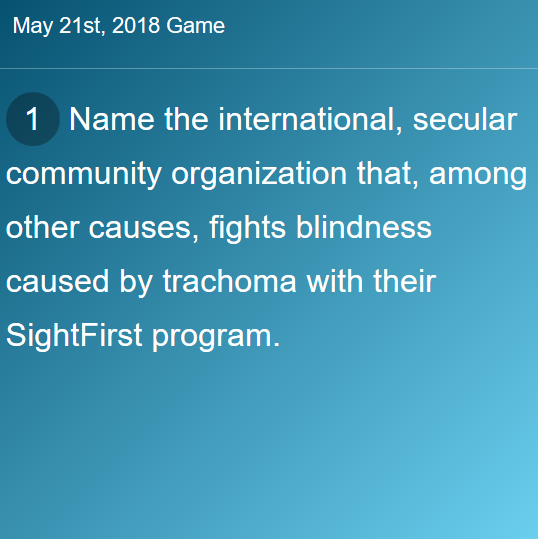 May 21st, 2018 Game
1 Name the international, secular
community organization that, among
other causes, fights blindness
caused by trachoma with their
SightFirst program.